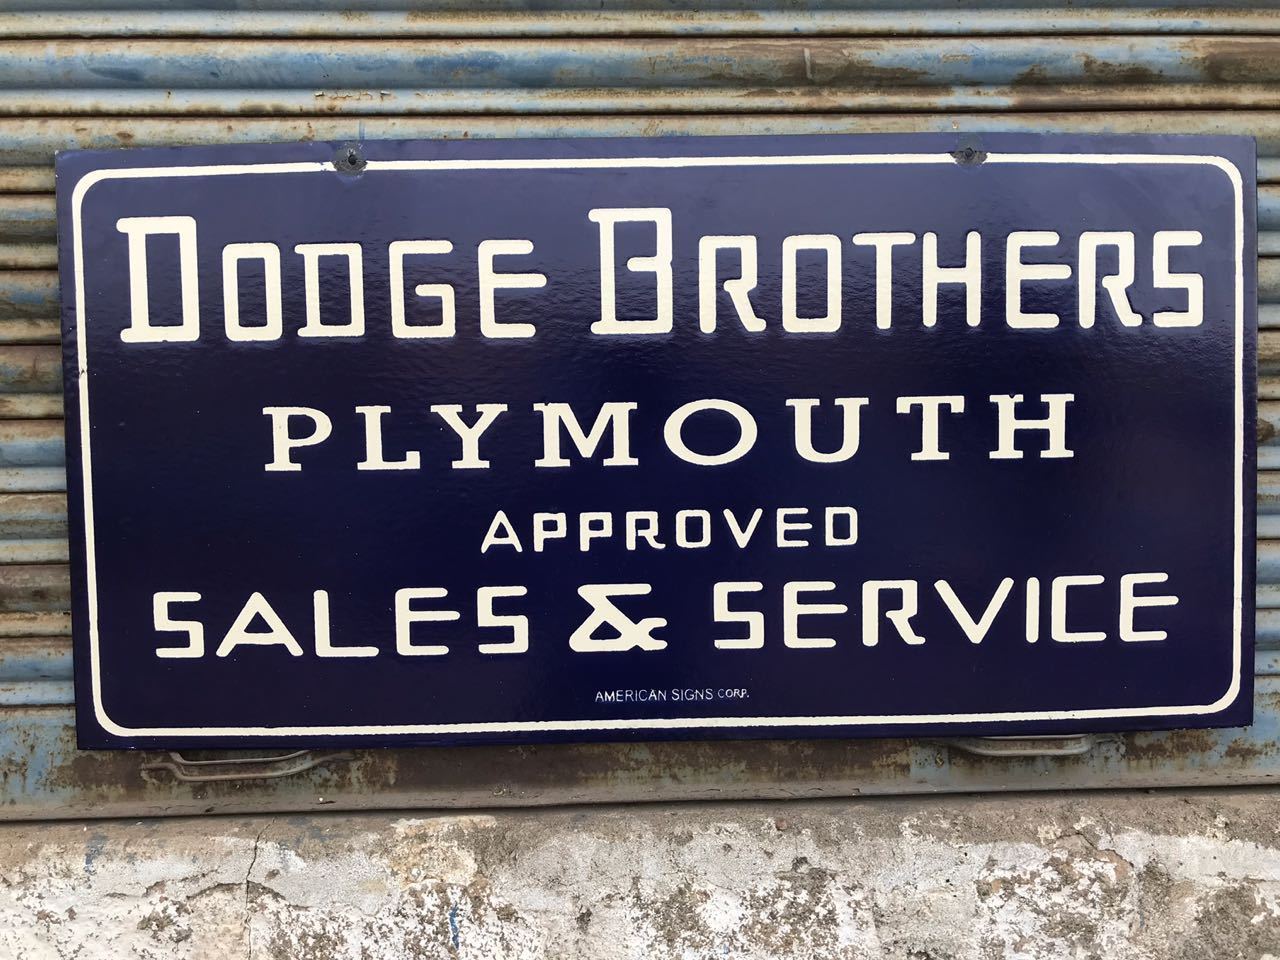 DODGE BROTHERS
PLYMOUTH
APPROVED
SALES & SERVICE
AMERICAN SIGNS CORP.